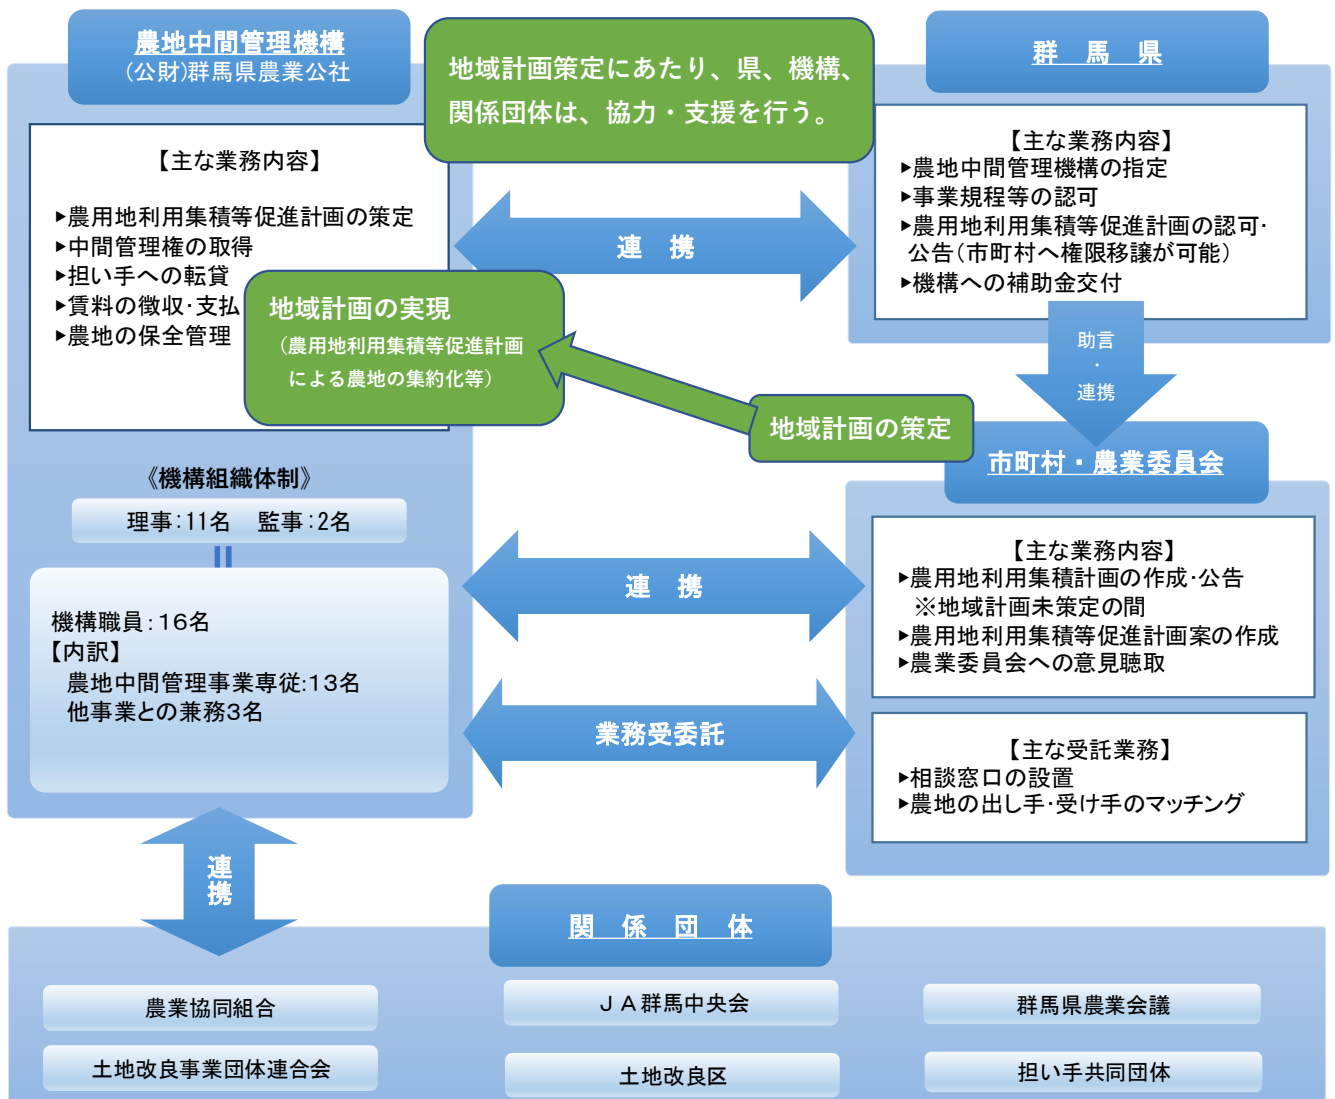 農地中間管理機構
(公財)群馬県農業公社
【主な業務内容】
▶農用地利用集積等促進計画の策定
▶中間管理権の取得
▶担い手への転貸
▶賃料の徴収・支払
▶農地の保全管理
地域計画策定にあたり、県、機構、
関係団体は、協力・支援を行う。
群　馬　県
【主な業務内容】
▶農地中間管理機構の指定
▶事業規程等の認可
▶農用地利用集積等促進計画の認可・
公告(市町村へ権限移譲が可能)
▶機構への補助金交付
連　携
地域計画の実現
(農用地利用集積等促進計画
による農地の集約化等)
地域計画の策定
助言
・
連携
《機構組織体制》
理事:11名　監事:2名
機構職員:16名
【内訳】
農地中間管理事業専従:13名
他事業との兼務3名
連　携
業務受委託
市町村・農業委員会
【主な業務内容】
▶農用地利用集積計画の作成・公告
※地域計画未策定の間
▶農用地利用集積等促進計画案の作成
▶農業委員会への意見聴取
【主な受託業務】
▶相談窓口の設置
▶農地の出し手・受け手のマッチング
連
携
関　係　団　体
農業協同組合
ＪＡ群馬中央会
群馬県農業会議
土地改良事業団体連合会
土地改良区
担い手共同団体